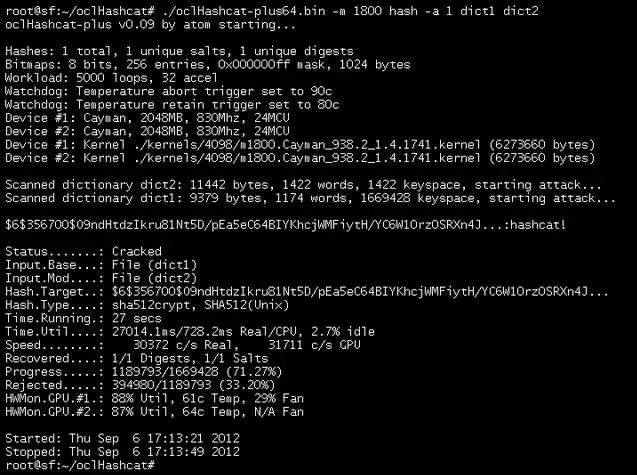 root@sf:~/oclHashcat# ./oclHashcat-plus64.bin -m 1800 hash -a 1 dict1 dict2
oclHashcat-plus v0.09 by atom starting...
Hashes: 1 total, 1 unique salts, 1 unique digests
Bitmaps: 8 bits, 256 entries, 0x000000ff mask, 1024 bytes
Workload: 5000 loops, 32 accel
Watchdog: Temperature abort trigger set to 90c
Watchdog: Temperature retain trigger set to 80c
Device #1: Cayman, 2048MB, 830Mhz, 24MCU
Device #2: Cayman, 2048MB, 830Mhz, 24MCU
Device #1: Kernel ./kernels/4098/m1800.Cayman_938.2_1.4.1741.kernel (6273660 bytes)
Device #2: Kernel ./kernels/4098/m1800.Cayman_938.2_1.4.1741.kernel (6273660 bytes)
Scanned dictionary dict2: 11442 bytes, 1422 words, 1422 keyspace, starting attack...
Scanned dictionary dict1: 9379 bytes, 1174 words, 1669428 keyspace, starting attack...
$6$356700$09ndHtdzIkru81Nt5D/pEa5eC64BIYKhcjWMFiytH/YC6W1OrzOSRXn4J...:hashcat!
Status.......: Cracked
Input.Base...: File (dict1)
Input.Mod....: File (dict2)
Hash.Target..: $6$356700$09ndHtdzIkru81Nt5D/pEa5eC64BIYKhcjWMFiytH/YC6W1OrzOSRXn4J...
Hash.Type....: sha512crypt, SHA512(Unix)
Time.Running.: 27 secs
Time.Util....: 27014.1ms/728.2ms Real/CPU, 2.7% idle
Speed........: 30372 c/s Real, 31711 c/s GPU
Recovered....: 1/1 Digests, 1/1 Salts
Progress.....: 1189793/1669428 (71.27%)
Rejected.....: 394980/1189793 (33.20%)
HWMon.GPU.#1.: 88% Util, 61c Temp, 29% Fan
HWMon.GPU.#2.: 87% Util, 64c Temp, N/A Fan
Started: Thu Sep 6 17:13:21 2012
Stopped: Thu Sep 6 17:13:49 2012
root@sf:~/oclHashcat#